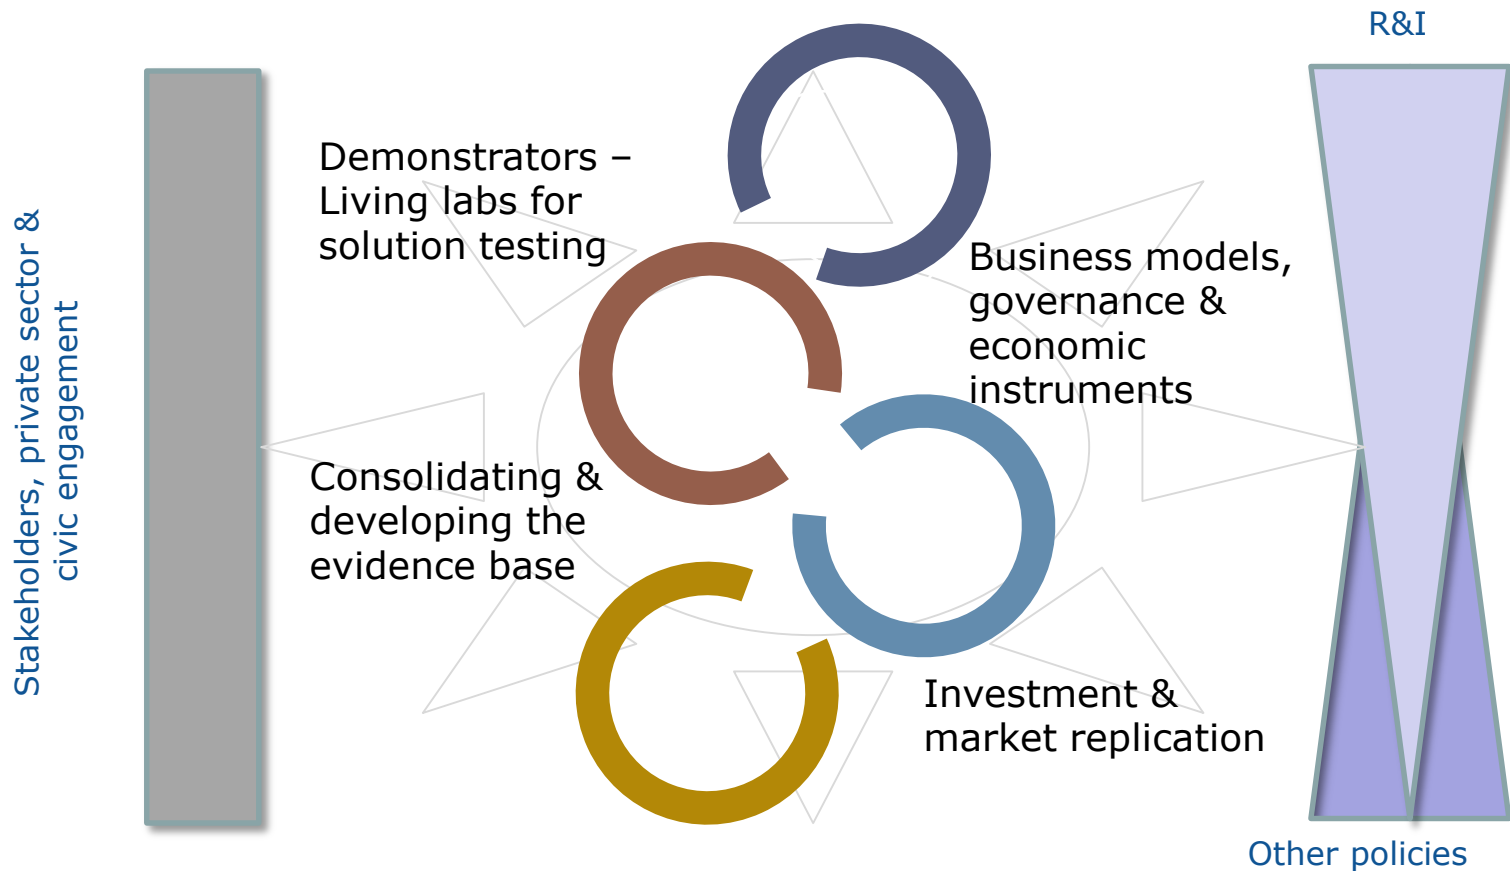 R&I
Stakeholders, private sector &
civic engagement
Demonstrators –
Living labs for
solution testing
Business models,
governance &
economic
instruments
Consolidating &
developing the
evidence base
Investment &
market replication
Other policies